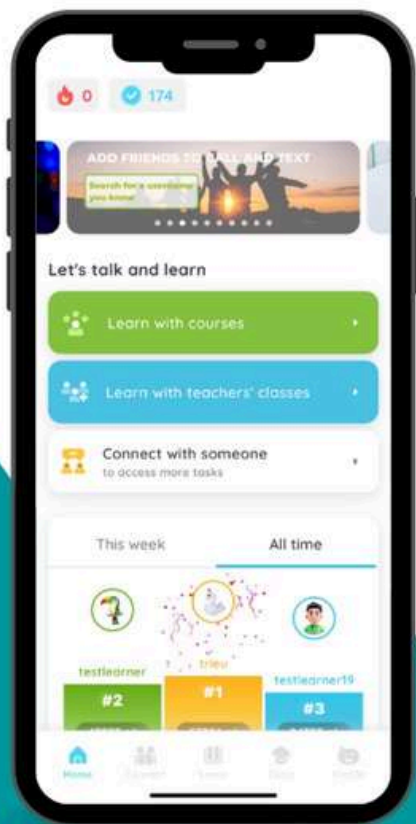 0
174
ADD FRIENDS TO CALL AND TEXT
Search for a username
you know
Let's talk and learn
Learn with courses
Learn with teachers' classes
Connect with someone
to access more tasks
This week
All time
testlearner
trieu
testlearner19
#2
#1
#3
Home